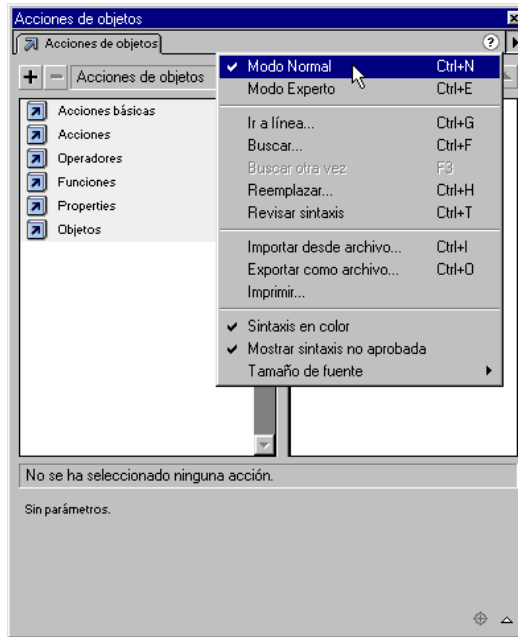 Acciones de objetos
Acciones de objetos
?
+ − Acciones de objetos
Modo Normal Ctrl+N
Modo Experto Ctrl+E
Ir a línea... Ctrl+G
Buscar... Ctrl+F
Buscar otra vez F3
Reemplazar... Ctrl+H
Revisar sintaxis Ctrl+T
Importar desde archivo... Ctrl+I
Exportar como archivo... Ctrl+O
Imprimir...
Sintaxis en color
Mostrar sintaxis no aprobada
Tamaño de fuente
Acciones básicas
Acciones
Operadores
Funciones
Properties
Objetos
No se ha seleccionado ninguna acción.
Sin parámetros.